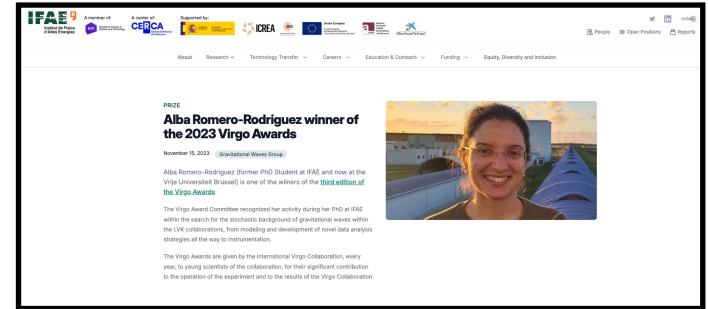 IFAE
Institut de Física
d'Altes Energies
A member of:
BIST
A center of:
CERCA
Supported by:
ICREA
Unión Europea
People
Open Positions
Reports
About
Research
Technology Transfer
Careers
Education & Outreach
Funding
Equity, Diversity and Inclusion
PRIZE
Alba Romero-Rodriguez winner of
the 2023 Virgo Awards
November 15, 2023
Gravitational Waves Group
Alba Romero-Rodríguez (former PhD Student at IFAE and now at the
Vrije Universiteit Brussel) is one of the wiiners of the third edition of
the Virgo Awards
The Virgo Award Committee recognized her activity during her PhD at IFAE
within the search for the stochastic background of gravitational waves within
the LVK collaborations, from modeling and development of novel data analysis
strategies all the way to instrumentation.
The Virgo Awards are given by the international Virgo Collaboration, every
year, to young scientists of the collaboration, for their significant contribution
to the operation of the experiment and to the results of the Virgo Collaboration.